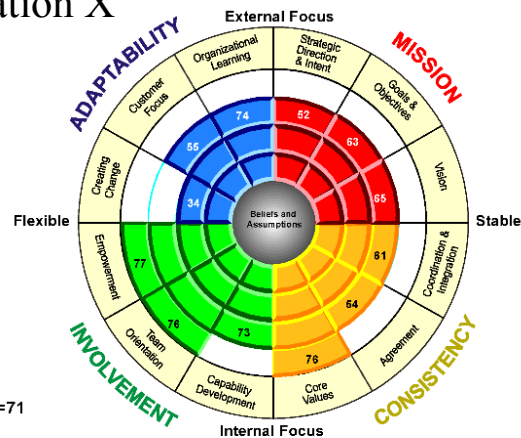 ation X
External Focus
ADAPTABILITY
MISSION
Organizational
Learning
Strategic
Direction
& Intent
Customer
Focus
Goals &
Objectives
Creating
Change
Vision
74
52
55
63
34
65
Flexible
Beliefs and
Assumptions
Stable
Empowerment
Coordination &
Integration
77
61
54
76
73
76
Team
Orientation
Agreement
Capability
Development
Core
Values
INVOLVEMENT
CONSISTENCY
=71
Internal Focus